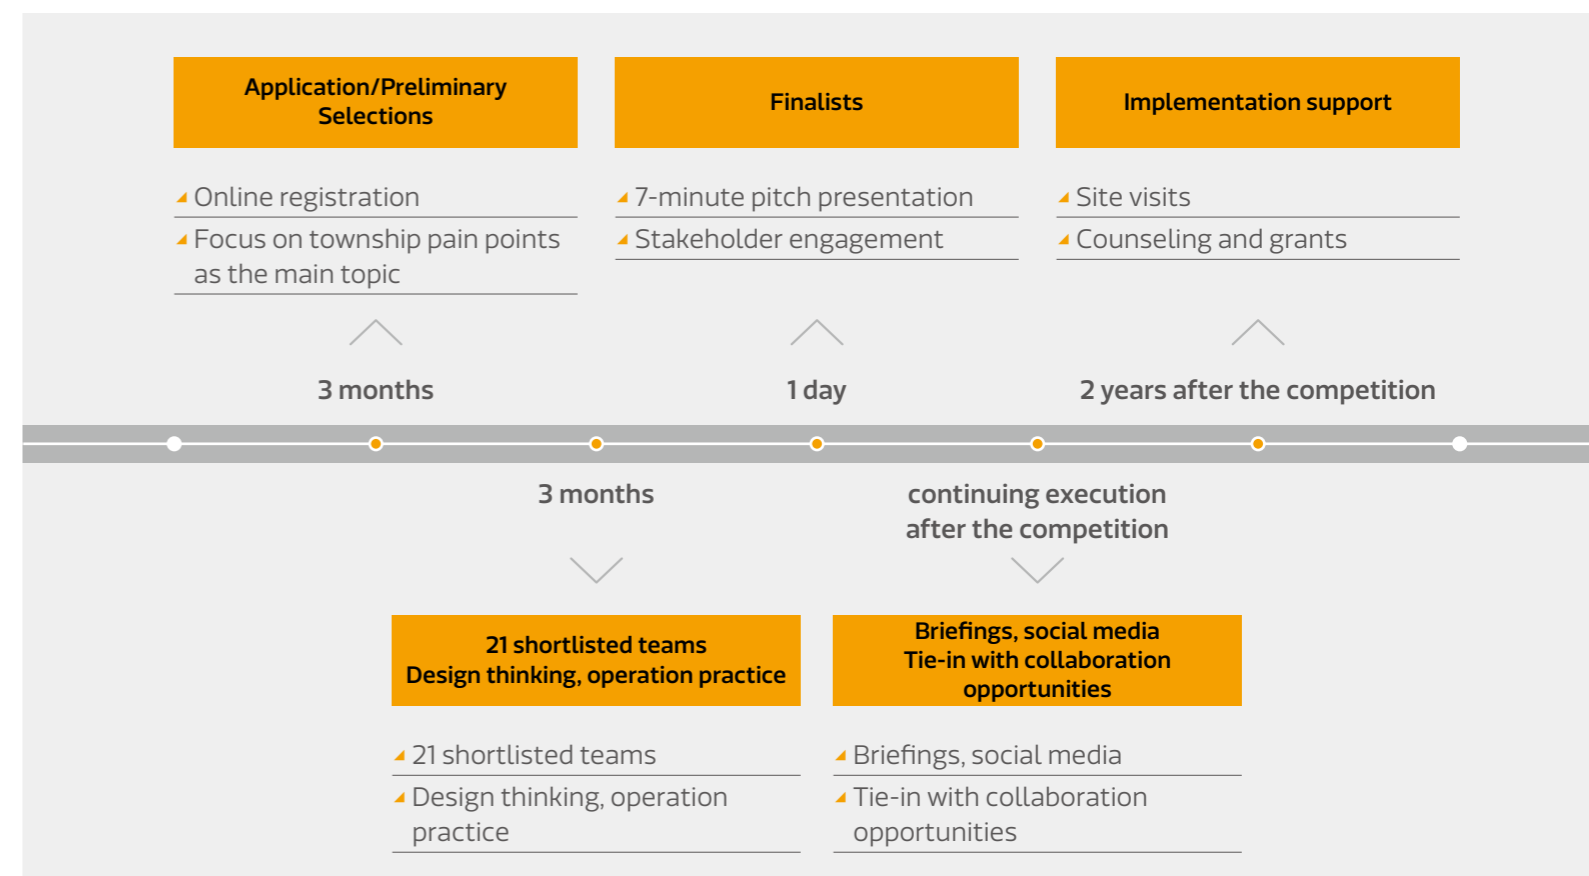 Application/Preliminary
Selections
Online registration
Focus on township pain points
as the main topic
3 months
Finalists
7-minute pitch presentation
Stakeholder engagement
1 day
Implementation support
Site visits
Counseling and grants
2 years after the competition
3 months
21 shortlisted teams
Design thinking, operation practice
21 shortlisted teams
Design thinking, operation
practice
continuing execution
after the competition
Briefings, social media
Tie-in with collaboration
opportunities
Briefings, social media
Tie-in with collaboration
opportunities